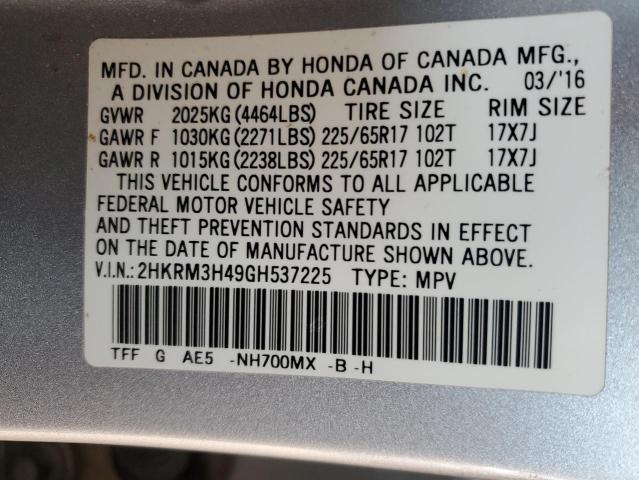 MFD. IN CANADA BY HONDA OF CANADA MFG.,
A DIVISION OF HONDA CANADA INC. 03/'16
GVWR 2025KG (4464LBS) TIRE SIZE RIM SIZE
GAWR F 1030KG (2271LBS) 225/65R17 102T 17X7J
GAWR R 1015KG (2238LBS) 225/65R17 102T 17X7J
THIS VEHICLE CONFORMS TO ALL APPLICABLE
FEDERAL MOTOR VEHICLE SAFETY
AND THEFT PREVENTION STANDARDS IN EFFECT
ON THE DATE OF MANUFACTURE SHOWN ABOVE.
V.I.N.: 2HKRM3H49GH537225 TYPE: MPV
TFF G AE5 -NH700MX -B -H